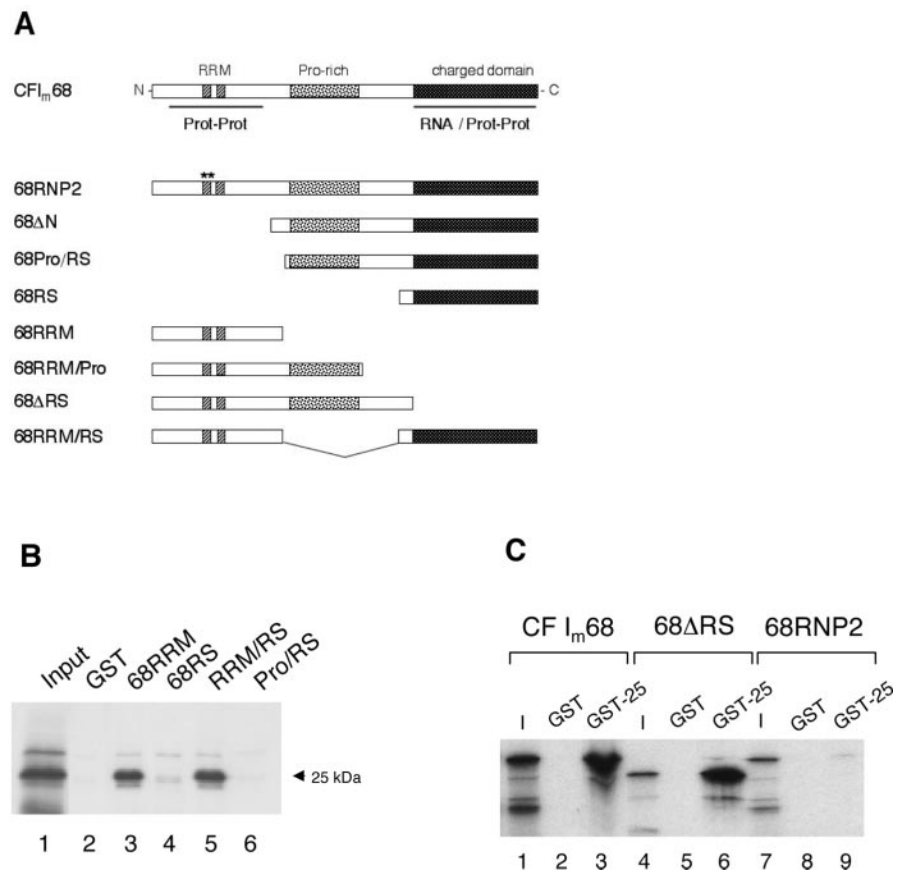 A
RRM Pro-rich charged domain
CFIm68 N - - C
Prot-Prot RNA / Prot-Prot
**
68RNP2
68ΔN
68Pro/RS
68RS
68RRM
68RRM/Pro
68ΔRS
68RRM/RS
B
Input GST 68RRM 68RS RRM/RS Pro/RS
25 kDa
1 2 3 4 5 6
C
CF Im68 68ΔRS 68RNP2
I GST GST-25 I GST GST-25 I GST GST-25
1 2 3 4 5 6 7 8 9